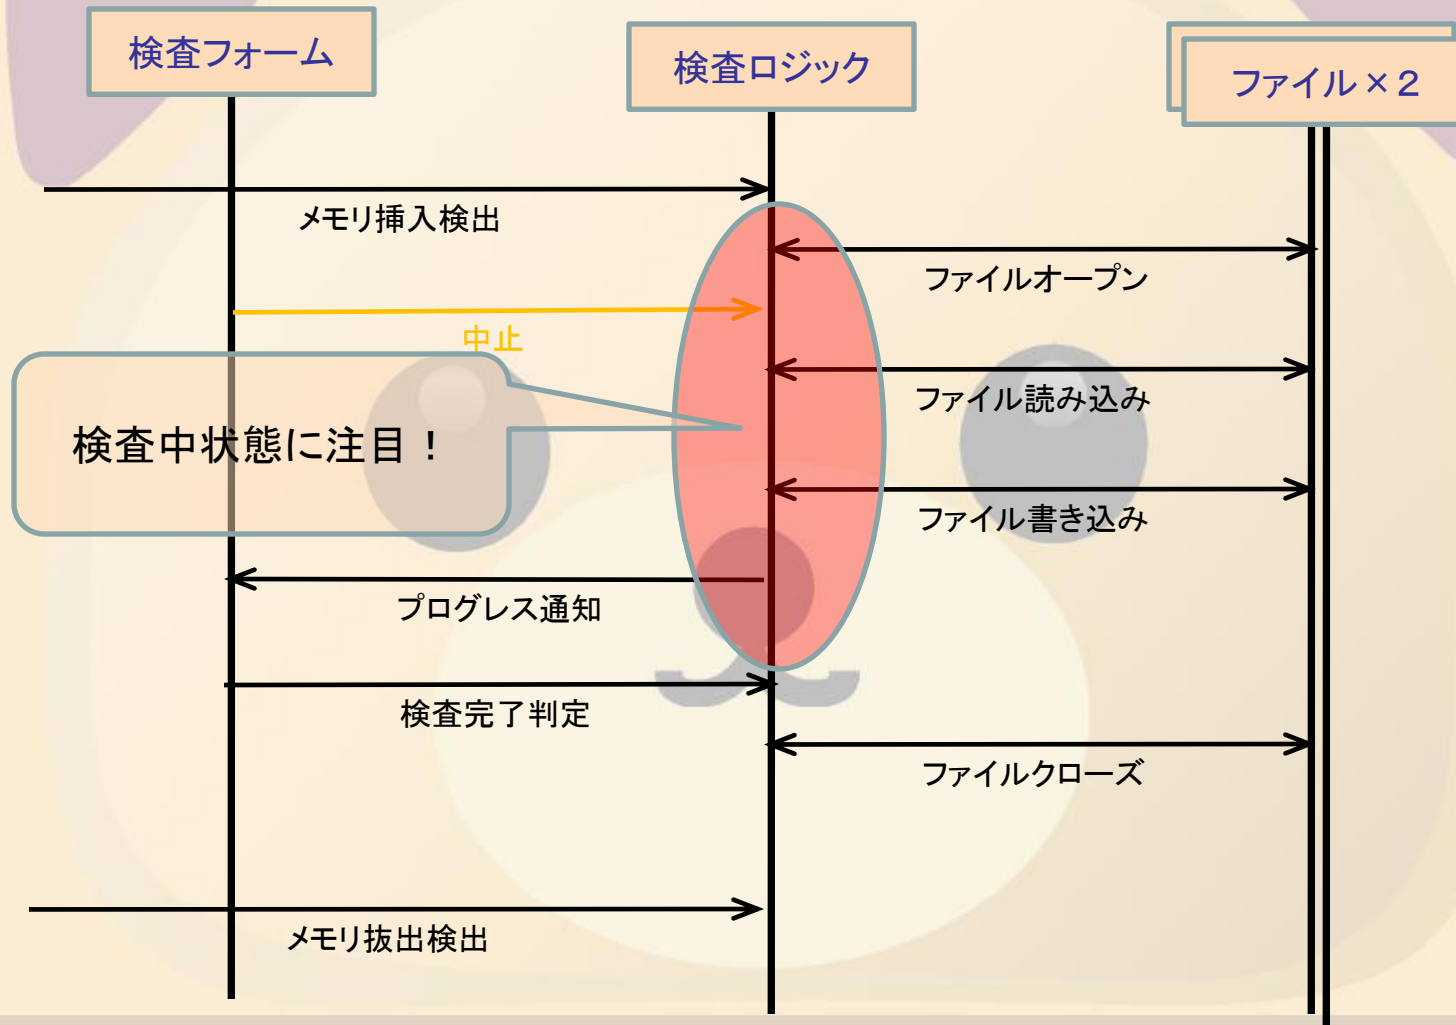 検査フォーム
検査ロジック
ファイル×2
メモリ挿入検出
ファイルオープン
中止
ファイル読み込み
検査中状態に注目！
ファイル書き込み
プログレス通知
検査完了判定
ファイルクローズ
メモリ抜出検出